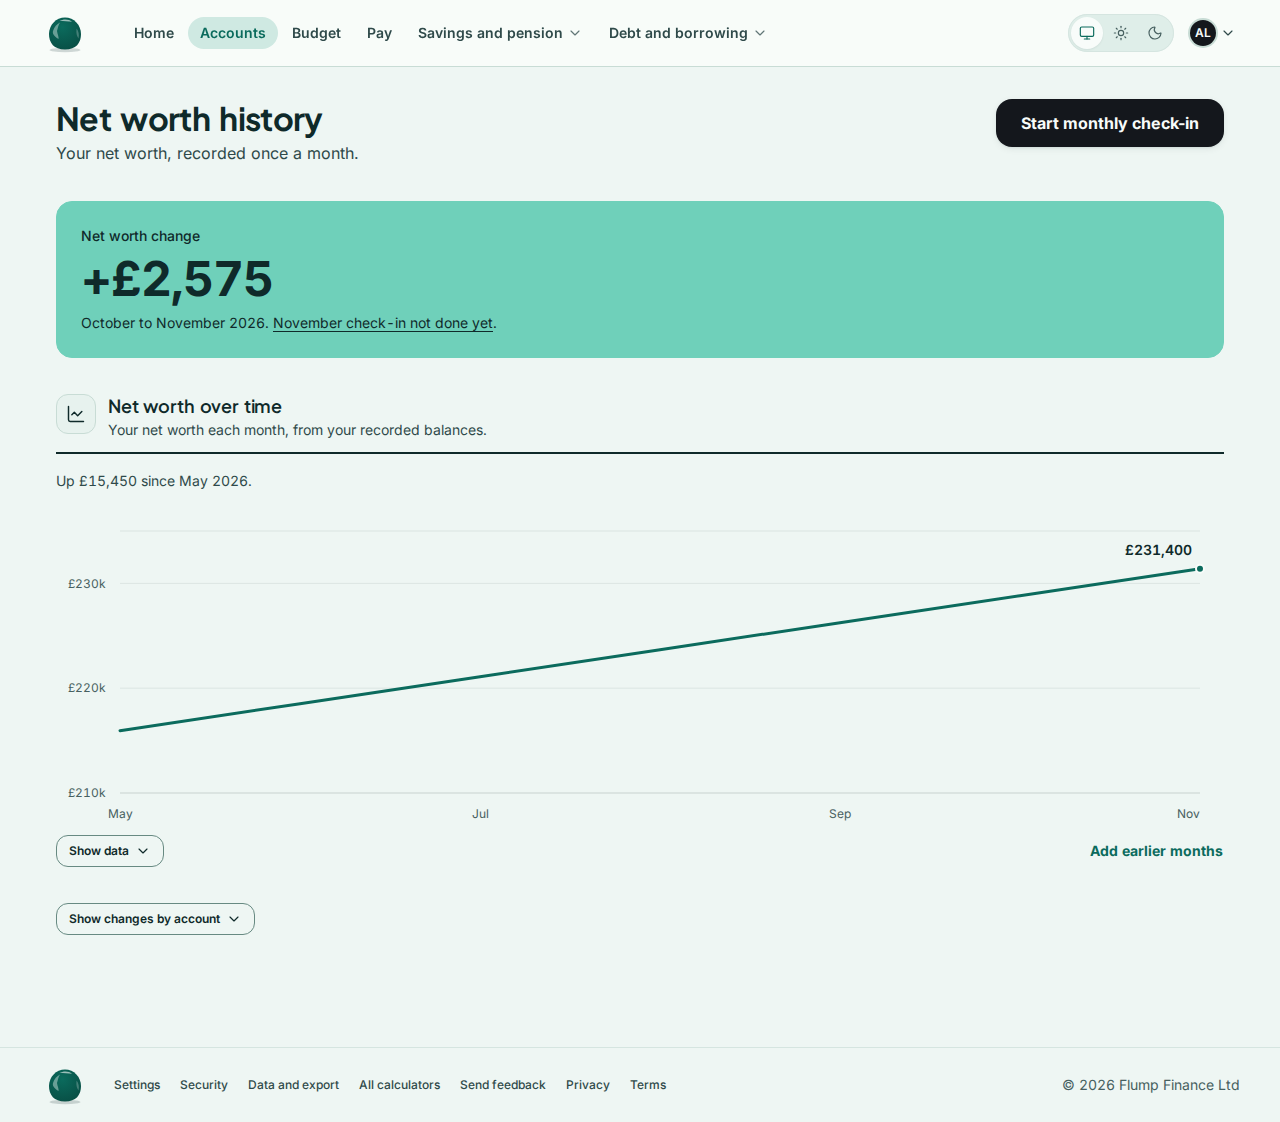 Home Accounts Budget Pay Savings and pension Debt and borrowing AL
Net worth history
Start monthly check-in
Your net worth, recorded once a month.
Net worth change
+£2,575
October to November 2026. November check-in not done yet.
Net worth over time
Your net worth each month, from your recorded balances.
Up £15,450 since May 2026.
£231,400
£230k
£220k
£210k
May Jul Sep Nov
Show data
Add earlier months
Show changes by account
Settings Security Data and export All calculators Send feedback Privacy Terms © 2026 Flump Finance Ltd